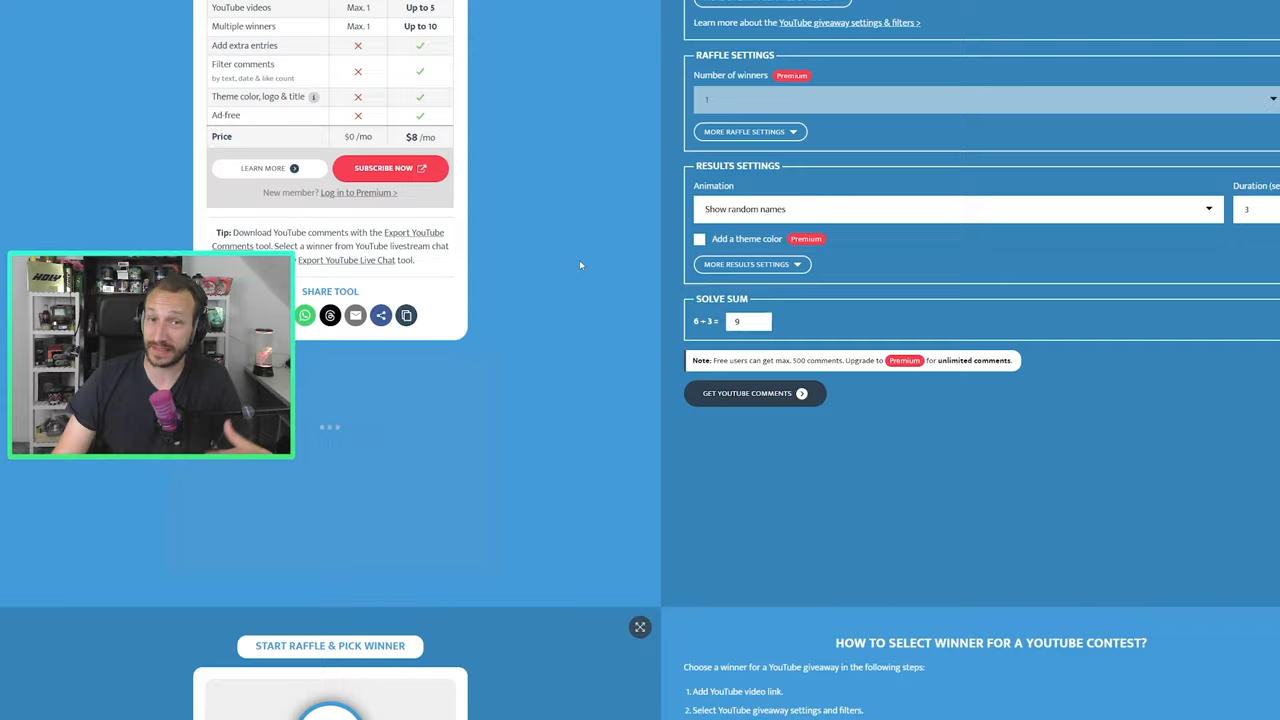 YouTube videos Max. 1 Up to 5
Multiple winners Max. 1 Up to 10
Add extra entries
Filter comments
by text, date & like count
Theme color, logo & title i
Ad-free
Price $0 /mo $8 /mo
LEARN MORE SUBSCRIBE NOW
New member? Log in to Premium >
Tip: Download YouTube comments with the Export YouTube
Comments tool. Select a winner from YouTube livestream chat
Export YouTube Live Chat tool.
SHARE TOOL
HOLY
START RAFFLE & PICK WINNER
Learn more about the YouTube giveaway settings & filters >
RAFFLE SETTINGS
Number of winners Premium
1
MORE RAFFLE SETTINGS
RESULTS SETTINGS
Animation Duration (se
Show random names 3
Add a theme color Premium
MORE RESULTS SETTINGS
SOLVE SUM
6 + 3 = 9
Note: Free users can get max. 500 comments. Upgrade to Premium for unlimited comments.
GET YOUTUBE COMMENTS
HOW TO SELECT WINNER FOR A YOUTUBE CONTEST?
Choose a winner for a YouTube giveaway in the following steps:
1. Add YouTube video link.
2. Select YouTube giveaway settings and filters.